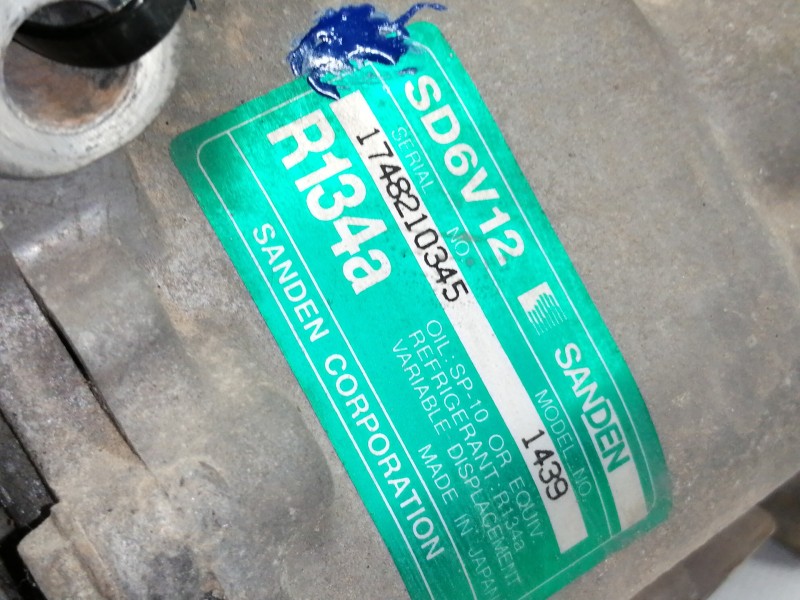 SD6V12 SANDEN
SERIAL NO. MODEL NO.
1748210345 1439
R134a
OIL: SP-10 OR EQUIV
REFRIGERANT: R134a
VARIABLE DISPLACEMENT
MADE IN JAPAN
SANDEN CORPORATION